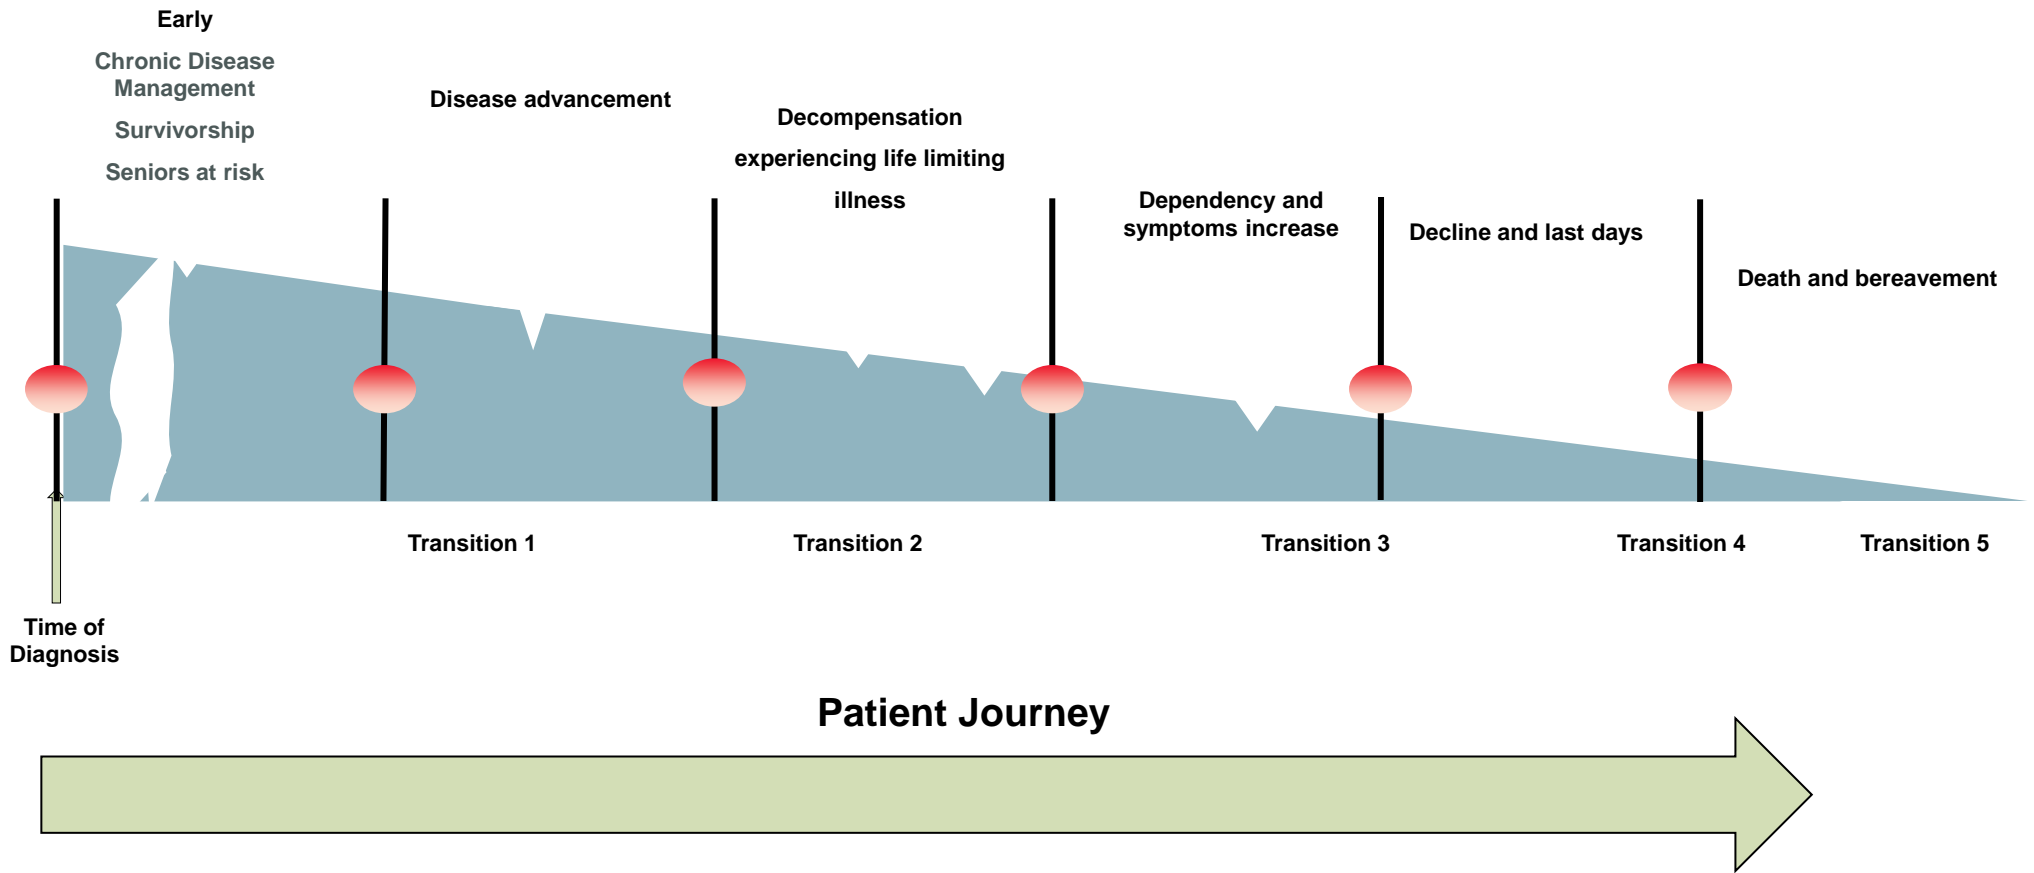 Early
Chronic Disease
Management
Survivorship
Seniors at risk
Disease advancement
Decompensation
experiencing life limiting
illness
Dependency and
symptoms increase
Decline and last days
Death and bereavement
Transition 1
Transition 2
Transition 3
Transition 4
Transition 5
Time of
Diagnosis
Patient Journey